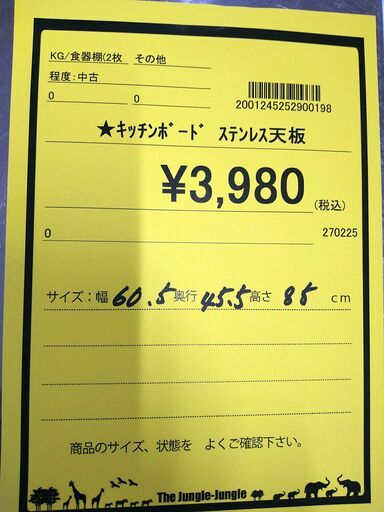 KG/食器棚(2枚 その他
程度:中古
0 0
2001245252900198
★ｷｯﾁﾝﾎﾞｰﾄﾞ ｽﾃﾝﾚｽ天板
¥3,980(税込)
0 270225
サイズ:幅 60.5 奥行 45.5 高さ 85 cm
商品のサイズ、状態を よくご確認下さい。
The Jungle-Jungle